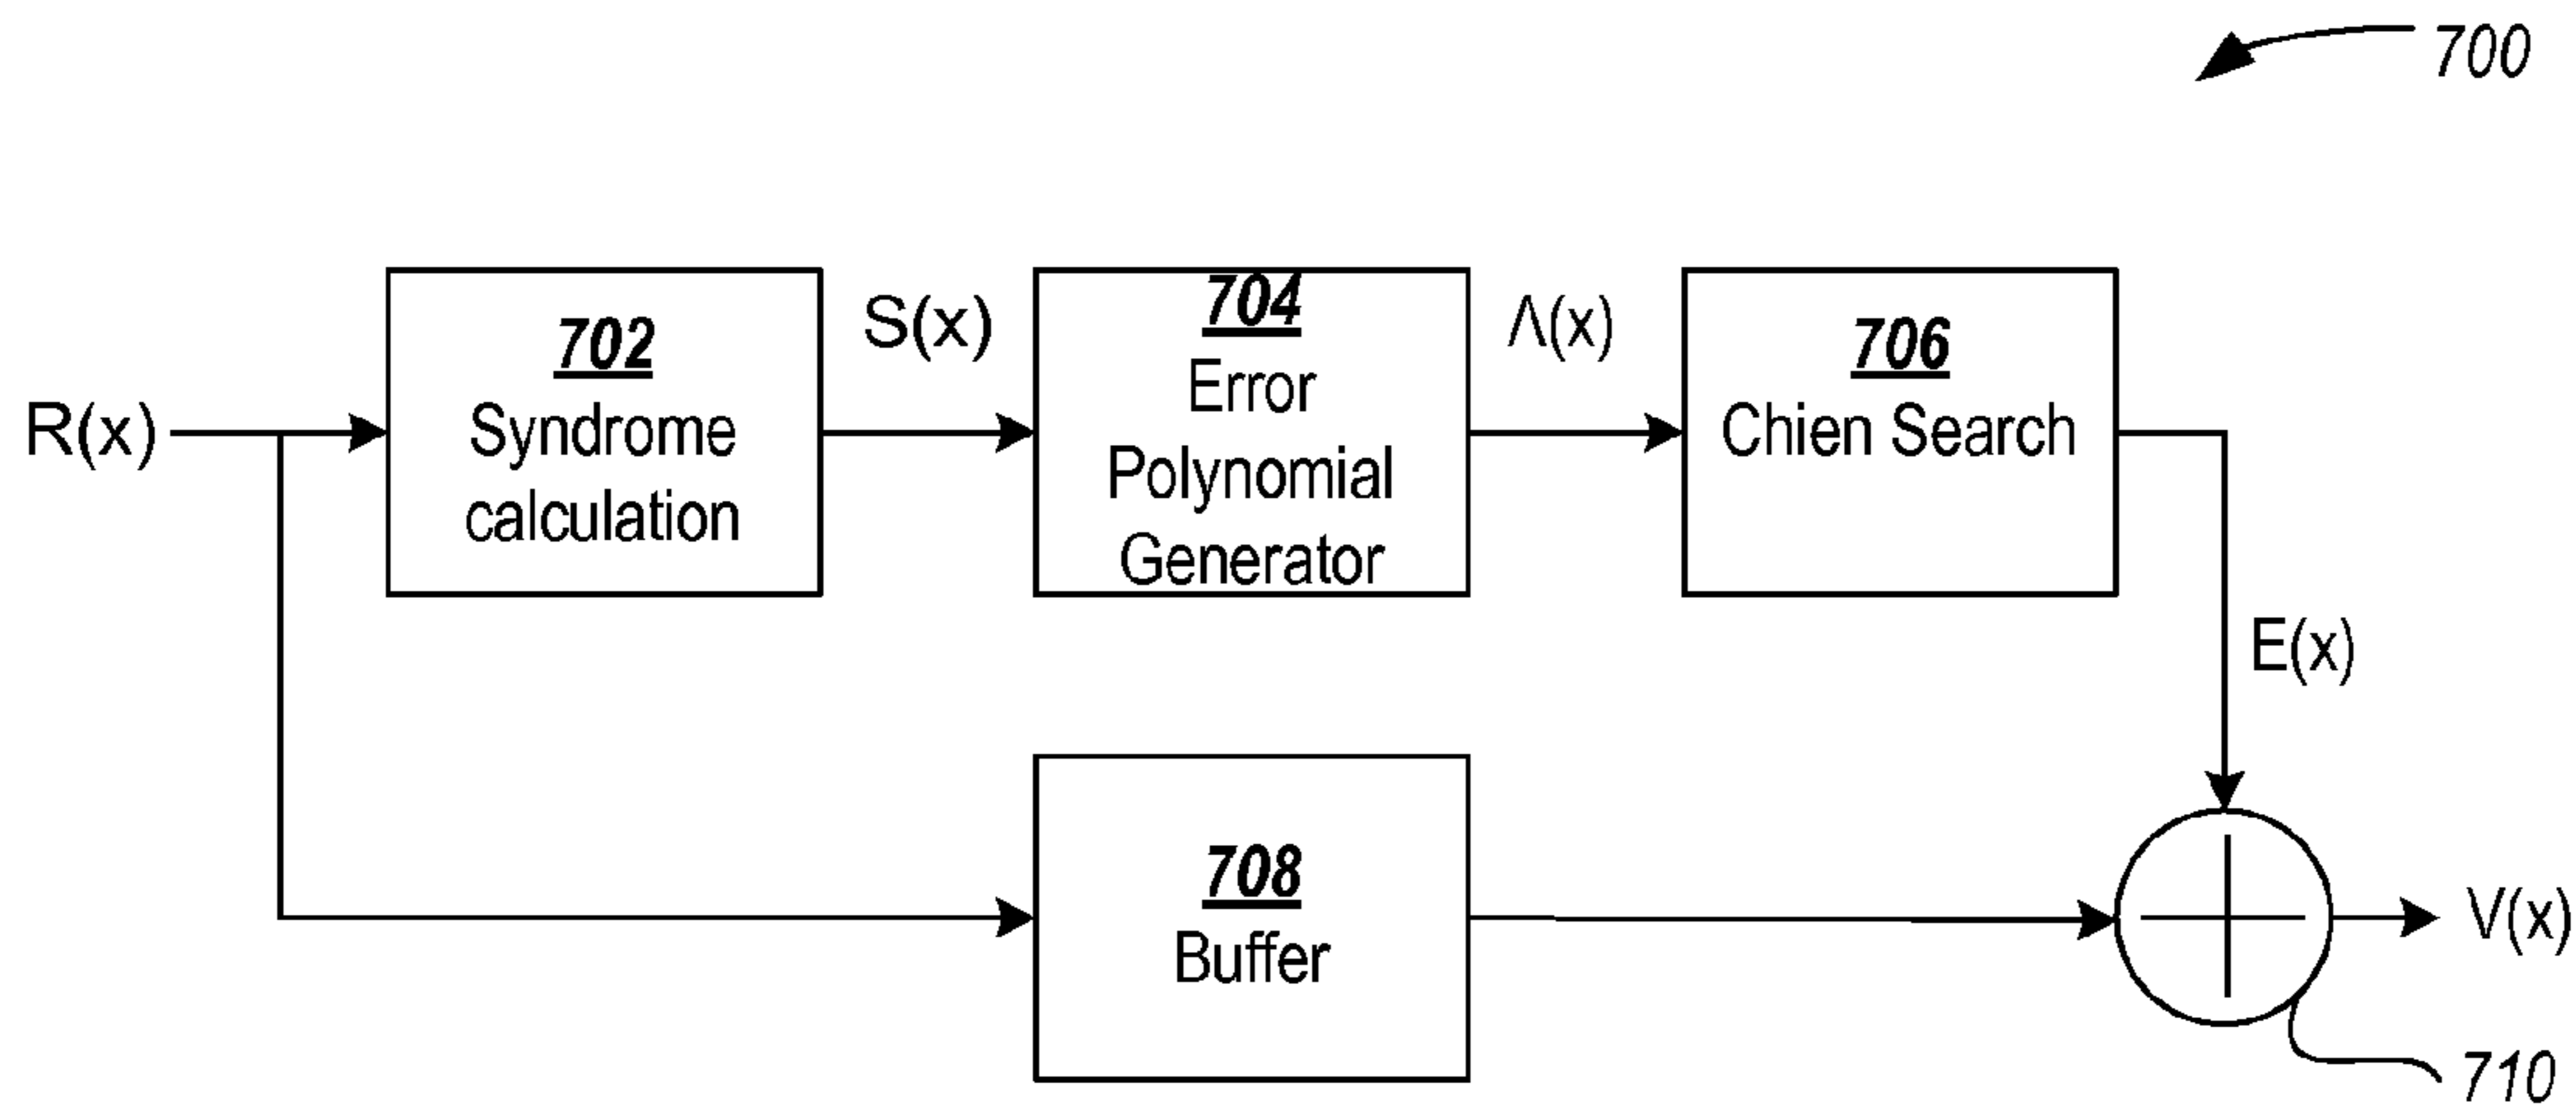 700
R(x)
702
Syndrome
calculation
S(x)
704
Error
Polynomial
Generator
Λ(x)
706
Chien Search
E(x)
708
Buffer
V(x)
710